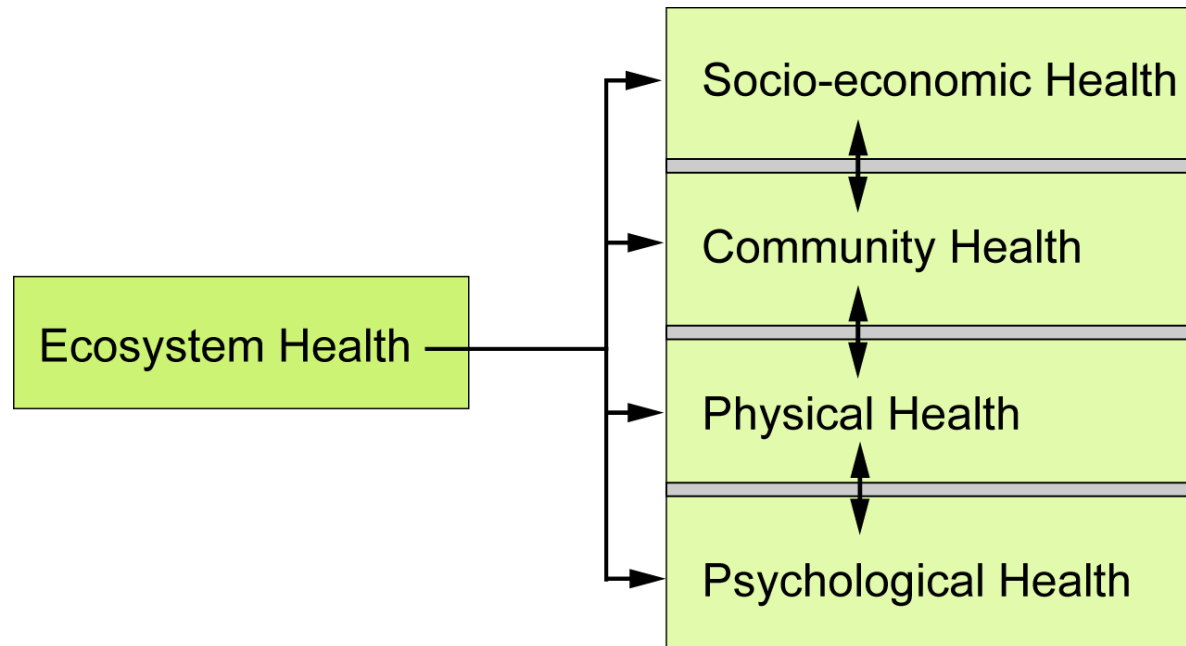 Socio-economic Health
Community Health
Ecosystem Health
Physical Health
Psychological Health